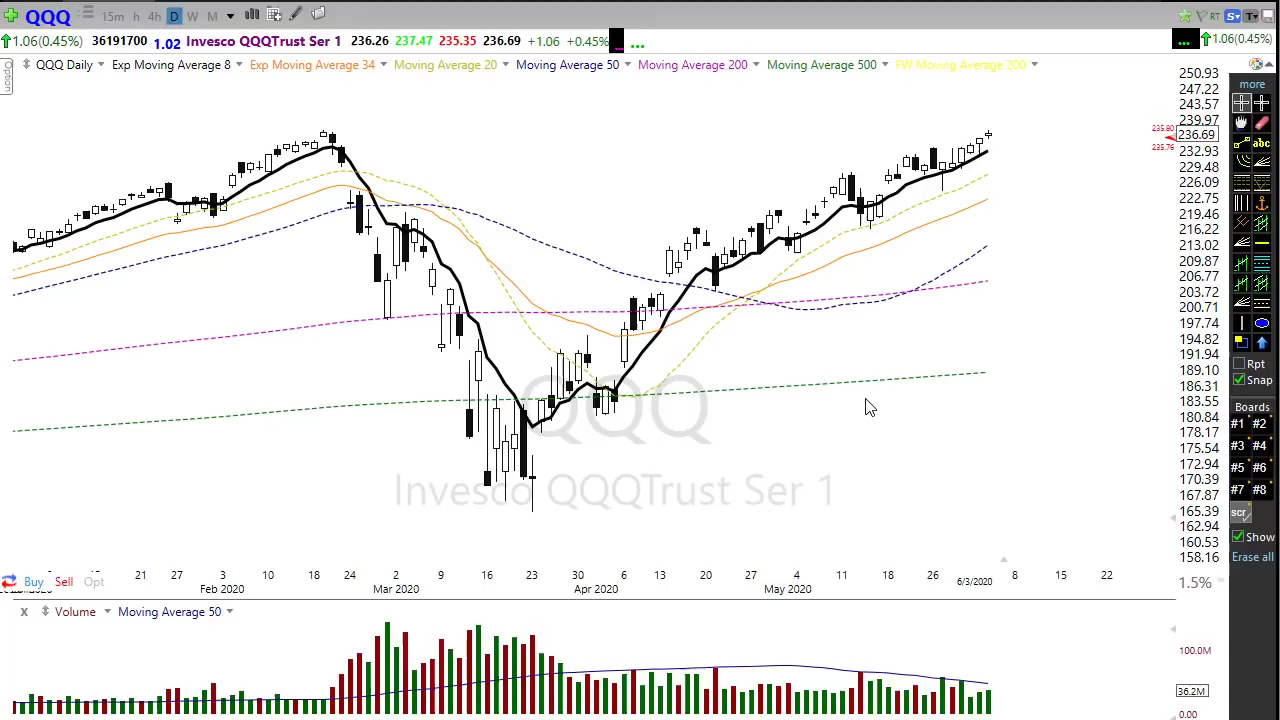 QQQ 15m h 4h D W M RT S T
1.06(0.45%) 36191700 1.02 Invesco QQQTrust Ser 1 236.26 237.47 235.35 236.69 +1.06 +0.45% ... ... 1.06(0.45%)
Option QQQ Daily Exp Moving Average 8 Exp Moving Average 34 Moving Average 20 Moving Average 50 Moving Average 200 Moving Average 500 FW Moving Average 200
250.93
247.22
243.57
239.97
235.80
236.69
235.76
232.93
229.48
226.09
222.75
219.46
216.22
213.02
209.87
206.77
203.72
200.71
197.74
194.82
191.94
189.10
186.31
183.55
180.84
178.17
175.54
172.94
170.39
167.87
165.39
162.94
160.53
158.16
more
abc
Rpt
Snap
Boards
#1 #2
#3 #4
#5 #6
#7 #8
scr
Show
Erase all
QQQ
Invesco QQQTrust Ser 1
21 27 3 10 18 24 2 9 16 23 30 6 13 20 27 4 11 18 26 6/3/2020 8 15 22
Buy Sell Opt 1.5%
Feb 2020 Mar 2020 Apr 2020 May 2020
x Volume Moving Average 50
100.0M
36.2M
0.00